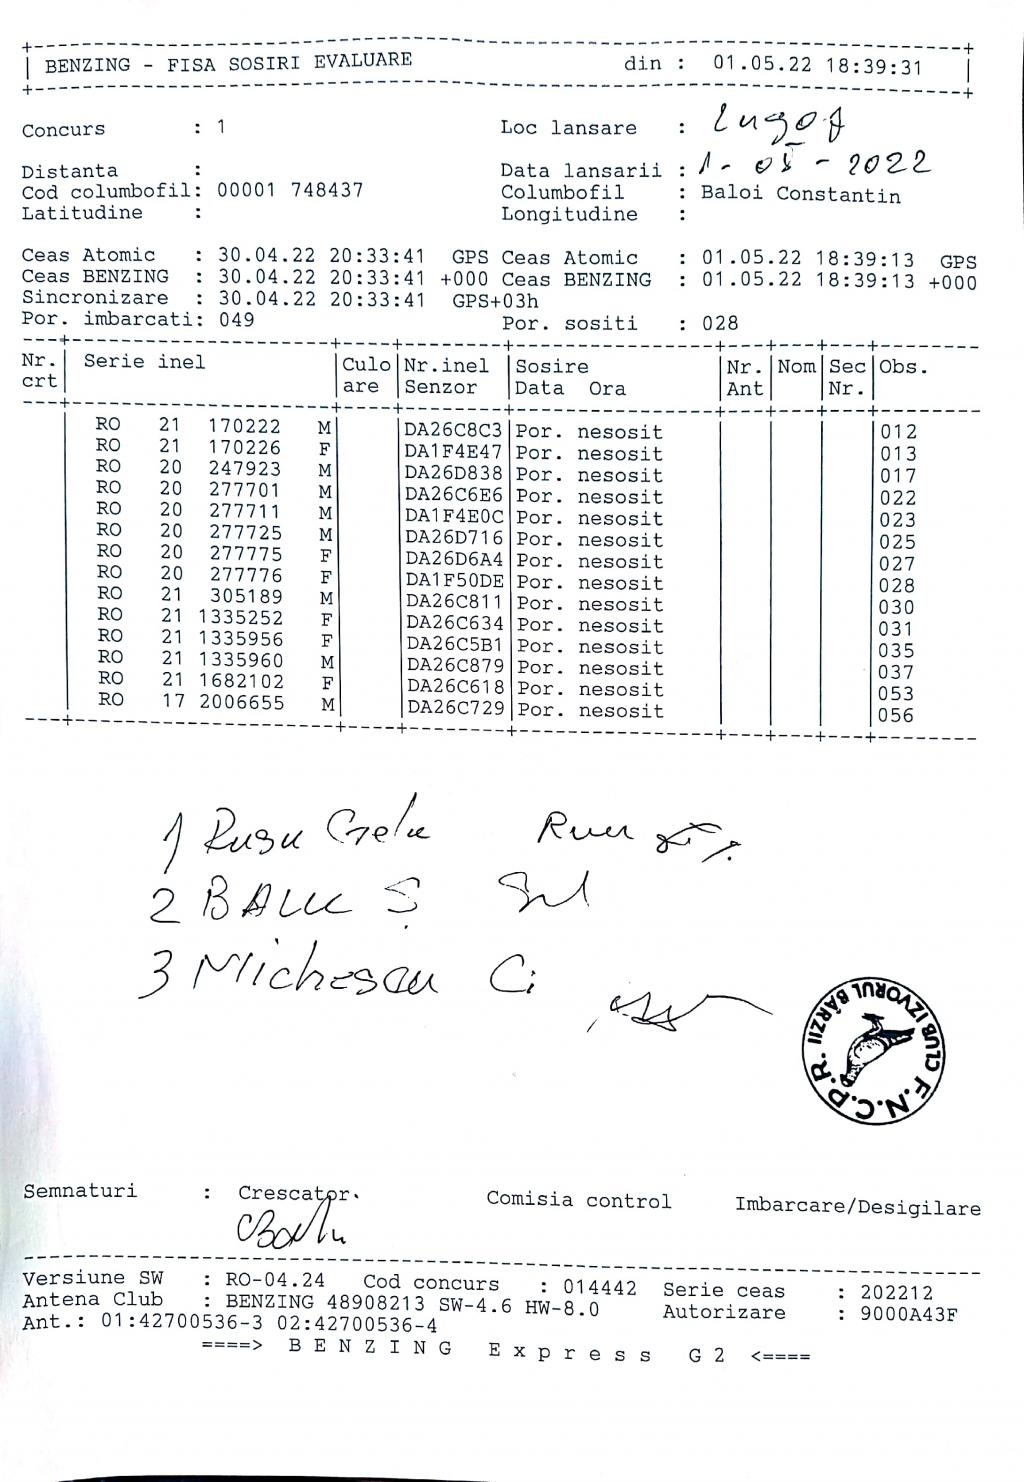 BENZING - FISA SOSIRI EVALUARE din : 01.05.22 18:39:31
Concurs : 1 Loc lansare : Lugoj
Distanta : Data lansarii : 1-05-2022
Cod columbofil: 00001 748437 Columbofil : Baloi Constantin
Latitudine : Longitudine :
Ceas Atomic : 30.04.22 20:33:41 GPS Ceas Atomic : 01.05.22 18:39:13 GPS
Ceas BENZING : 30.04.22 20:33:41 +000 Ceas BENZING : 01.05.22 18:39:13 +000
Sincronizare : 30.04.22 20:33:41 GPS+03h
Por. imbarcati: 049 Por. sositi : 028
Nr. Serie inel Culo Nr.inel Sosire Nr. Nom Sec Obs.
crt are Senzor Data Ora Ant Nr.
RO 21 170222 M DA26C8C3 Por. nesosit 012
RO 21 170226 F DA1F4E47 Por. nesosit 013
RO 20 247923 M DA26D838 Por. nesosit 017
RO 20 277701 M DA26C6E6 Por. nesosit 022
RO 20 277711 M DA1F4E0C Por. nesosit 023
RO 20 277725 M DA26D716 Por. nesosit 025
RO 20 277775 F DA26D6A4 Por. nesosit 027
RO 20 277776 F DA1F50DE Por. nesosit 028
RO 21 305189 M DA26C811 Por. nesosit 030
RO 21 1335252 F DA26C634 Por. nesosit 031
RO 21 1335956 F DA26C5B1 Por. nesosit 035
RO 21 1335960 M DA26C879 Por. nesosit 037
RO 21 1682102 F DA26C618 Por. nesosit 053
RO 17 2006655 M DA26C729 Por. nesosit 056
1 Rusu Gelu
2 S
3 C
F.N.C.P.R. CLUB IZVORUL BÂRZII
Semnaturi : Crescator. Comisia control Imbarcare/Desigilare
Versiune SW : RO-04.24 Cod concurs : 014442 Serie ceas : 202212
Antena Club : BENZING 48908213 SW-4.6 HW-8.0 Autorizare : 9000A43F
Ant.: 01:42700536-3 02:42700536-4
====> B E N Z I N G E x p r e s s G 2 <====